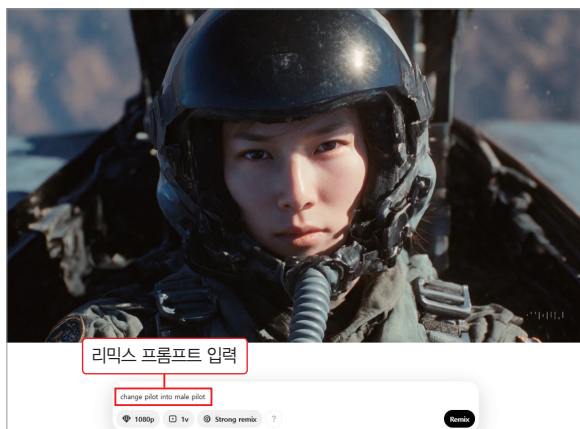 리믹스 프롬프트 입력
change pilot into male pilot
1080p 1v Strong remix ? Remix